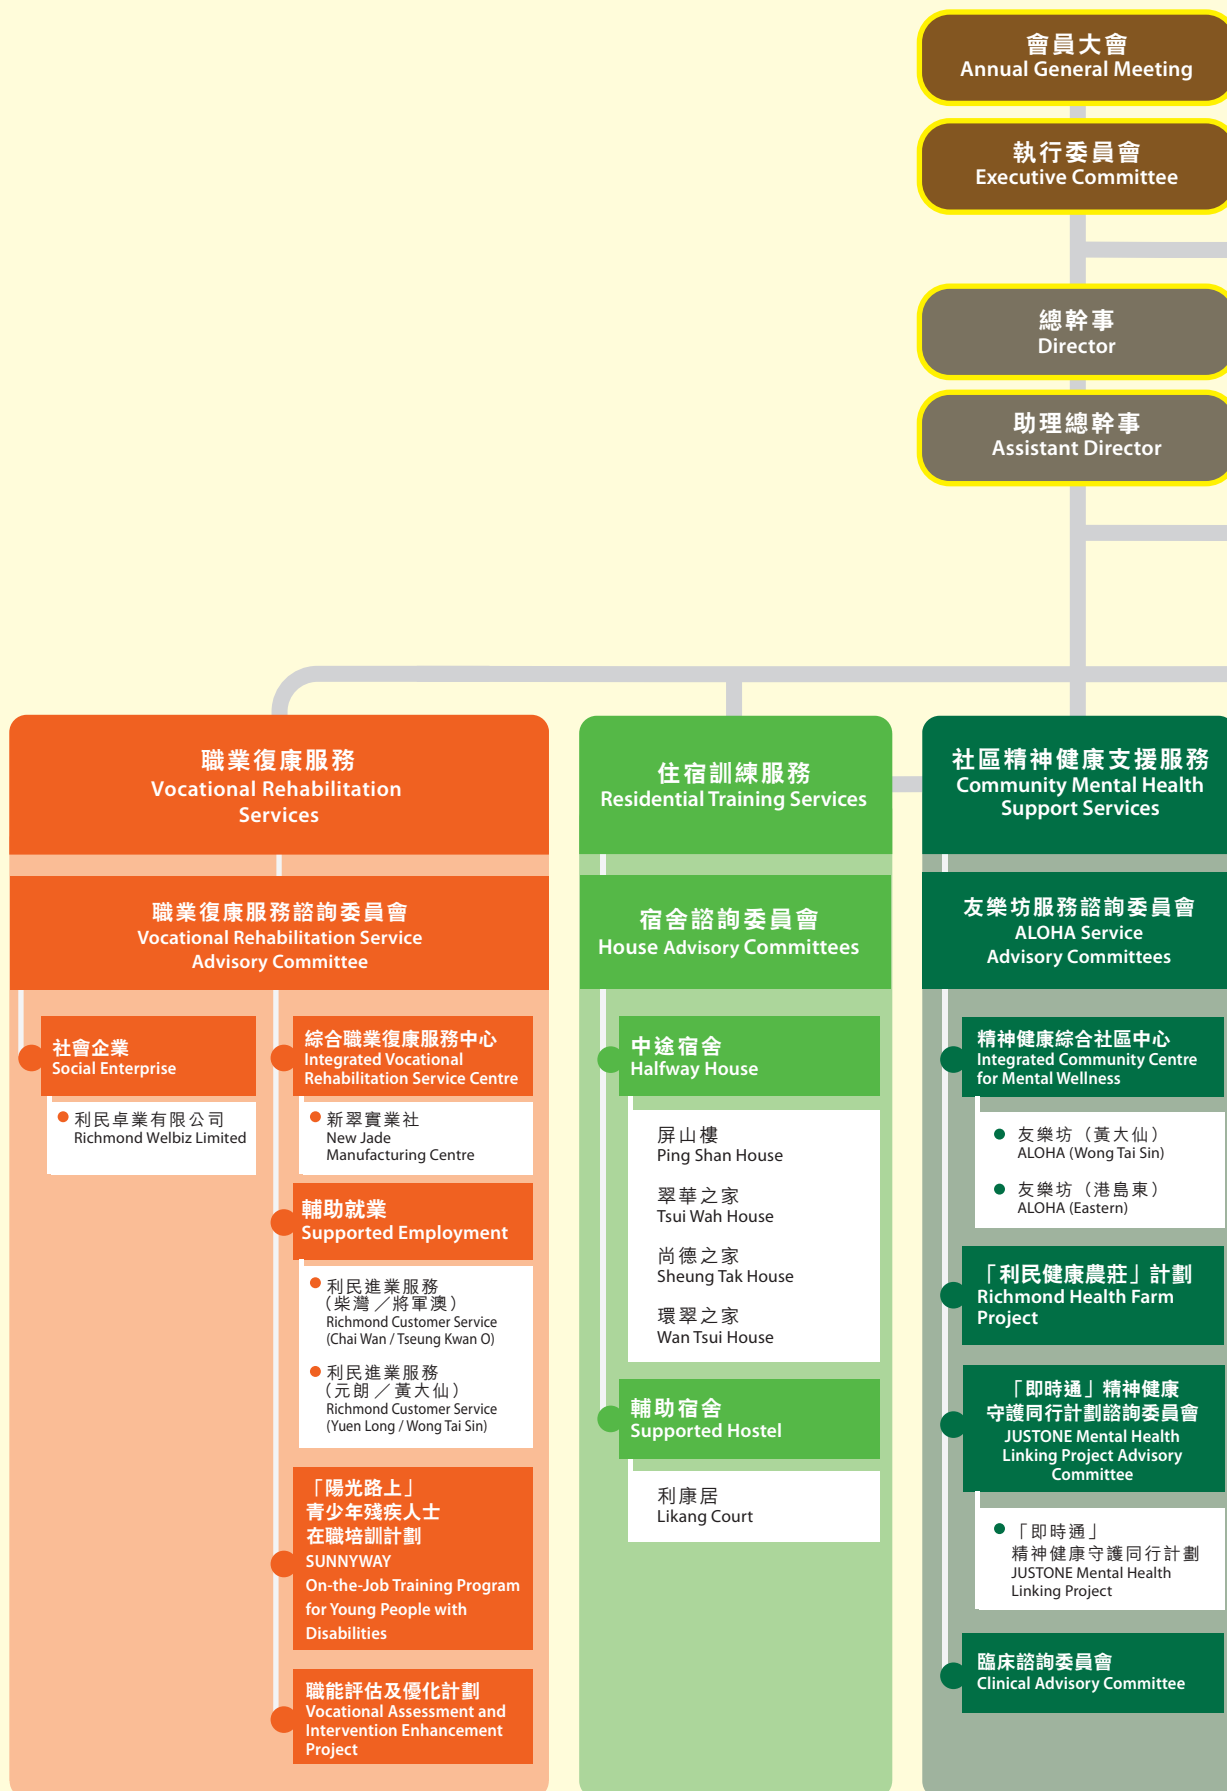 會員大會
Annual General Meeting
執行委員會
Executive Committee
總幹事
Director
助理總幹事
Assistant Director
職業復康服務
Vocational Rehabilitation
Services
職業復康服務諮詢委員會
Vocational Rehabilitation Service
Advisory Committee
社會企業
Social Enterprise
利民卓業有限公司
Richmond Welbiz Limited
綜合職業復康服務中心
Integrated Vocational
Rehabilitation Service Centre
新翠實業社
New Jade
Manufacturing Centre
輔助就業
Supported Employment
利民進業服務
（柴灣／將軍澳）
Richmond Customer Service
(Chai Wan / Tseung Kwan O)
利民進業服務
（元朗／黃大仙）
Richmond Customer Service
(Yuen Long / Wong Tai Sin)
「陽光路上」
青少年殘疾人士
在職培訓計劃
SUNNYWAY
On-the-Job Training Program
for Young People with
Disabilities
職能評估及優化計劃
Vocational Assessment and
Intervention Enhancement
Project
住宿訓練服務
Residential Training Services
宿舍諮詢委員會
House Advisory Committees
中途宿舍
Halfway House
屏山樓
Ping Shan House
翠華之家
Tsui Wah House
尚德之家
Sheung Tak House
環翠之家
Wan Tsui House
輔助宿舍
Supported Hostel
利康居
Likang Court
社區精神健康支援服務
Community Mental Health
Support Services
友樂坊服務諮詢委員會
ALOHA Service
Advisory Committees
精神健康綜合社區中心
Integrated Community Centre
for Mental Wellness
友樂坊（黃大仙）
ALOHA (Wong Tai Sin)
友樂坊（港島東）
ALOHA (Eastern)
「利民健康農莊」計劃
Richmond Health Farm
Project
「即時通」精神健康
守護同行計劃諮詢委員會
JUSTONE Mental Health
Linking Project Advisory
Committee
「即時通」
精神健康守護同行計劃
JUSTONE Mental Health
Linking Project
臨床諮詢委員會
Clinical Advisory Committee